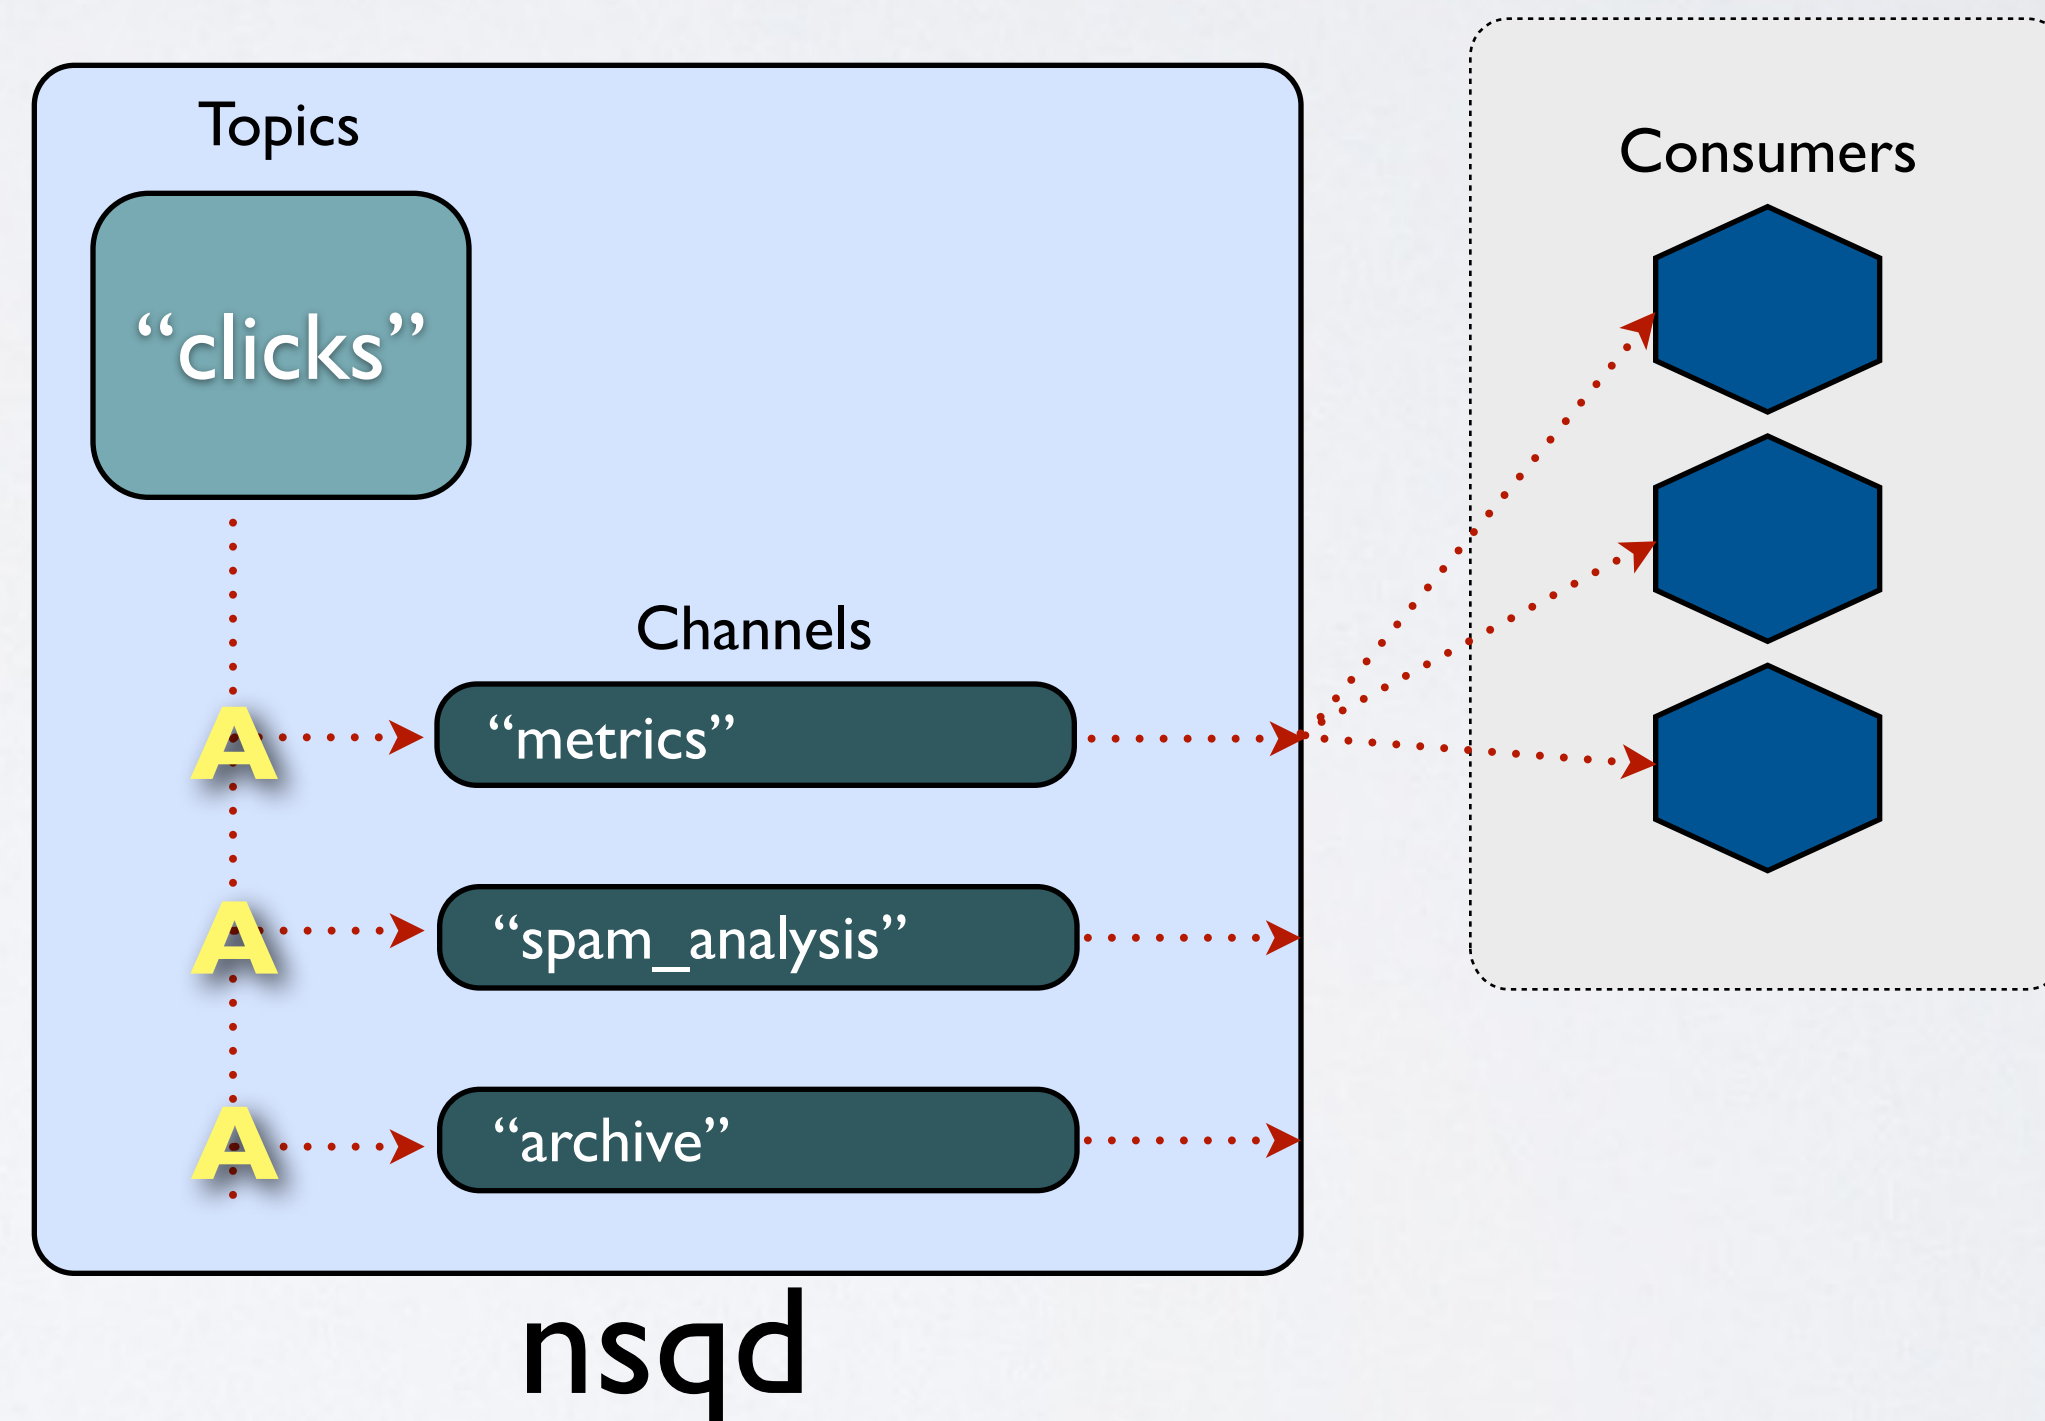 Topics
Consumers
“clicks”
Channels
A
“metrics”
A
“spam_analysis”
A
“archive”
nsqd